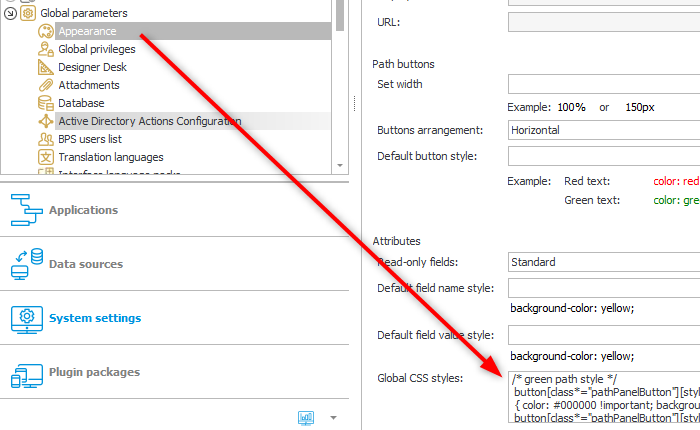 Global parameters
Appearance
Global privileges
Designer Desk
Attachments
Database
Active Directory Actions Configuration
BPS users list
Translation languages
Interface language packs
Applications
Data sources
System settings
Plugin packages
URL:
Path buttons
Set width
Example: 100% or 150px
Buttons arrangement: Horizontal
Default button style:
Example: Red text: color: red
Green text: color: gre
Attributes
Read-only fields: Standard
Default field name style:
background-color: yellow;
Default field value style:
background-color: yellow;
Global CSS styles: /* green path style */
button[class*="pathPanelButton"][styl
{ color: #000000 !important; backgrou
button[class*="pathPanelButton"][styl